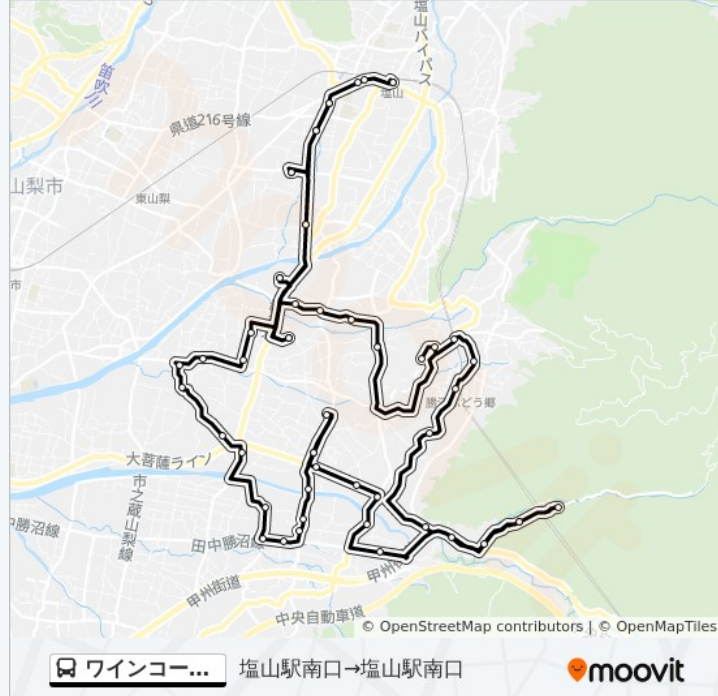 塩山バイパス
笛吹川
塩山
県道216号線
山梨市
東山梨
市
勝沼ぶどう郷
大菩薩ライン
市之蔵山梨線
勝沼線
田中勝沼線
甲州街道
甲州
中央自動車道
© OpenStreetMap contributors | © OpenMapTiles
ワインコー...
塩山駅南口→塩山駅南口
moovit